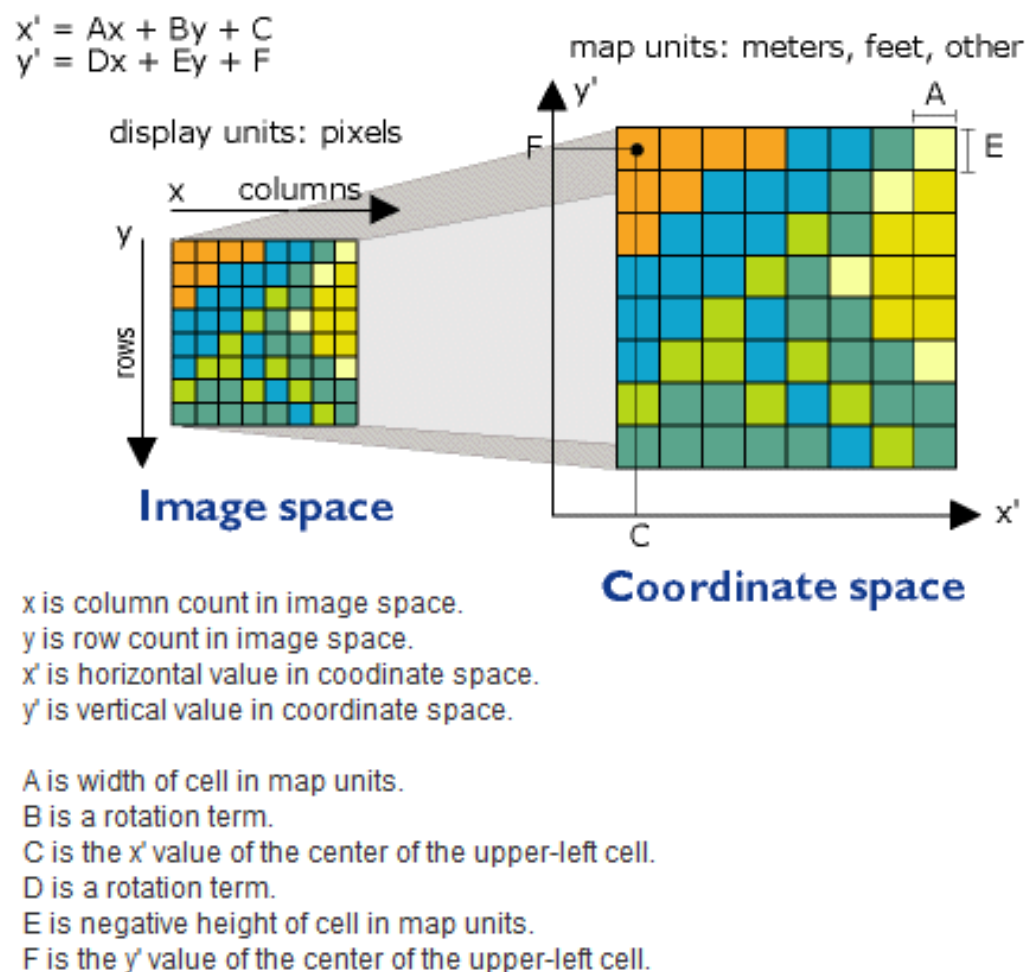 x' = Ax + By + C
y' = Dx + Ey + F
map units: meters, feet, other
y'
A
display units: pixels
F
E
x
columns
y
rows
Image space
x'
C
Coordinate space
x is column count in image space.
y is row count in image space.
x' is horizontal value in coodinate space.
y' is vertical value in coordinate space.
A is width of cell in map units.
B is a rotation term.
C is the x' value of the center of the upper-left cell.
D is a rotation term.
E is negative height of cell in map units.
F is the y' value of the center of the upper-left cell.